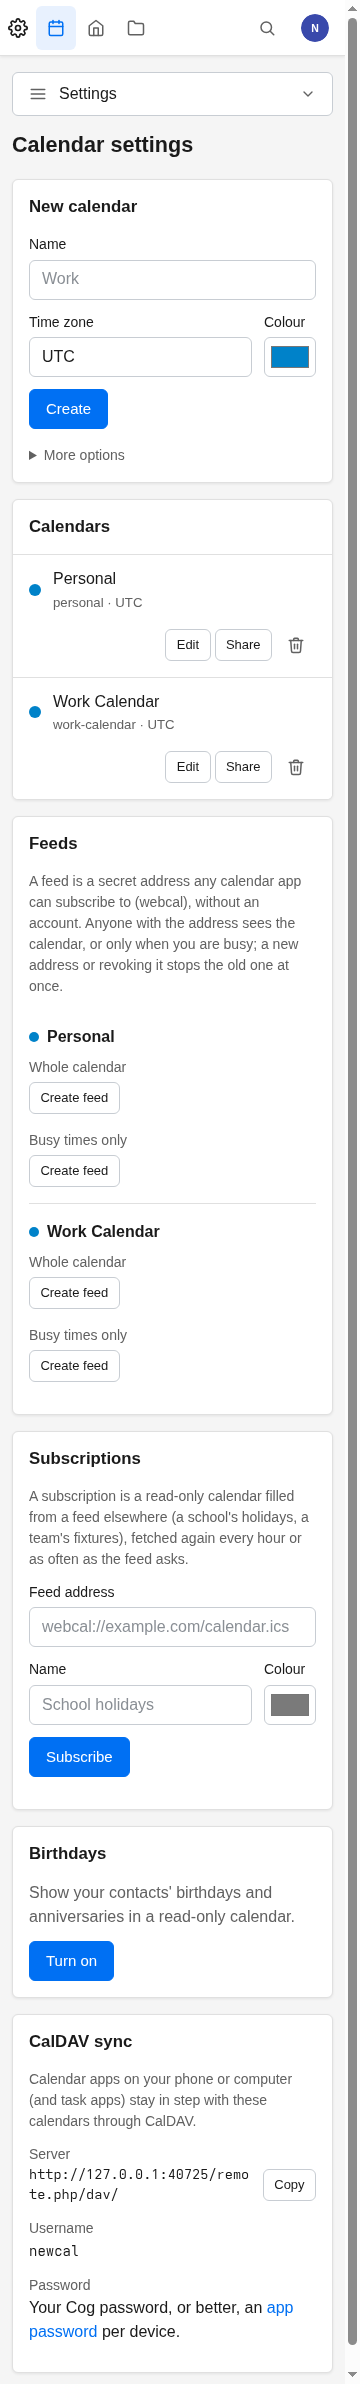 N
Settings
Calendar settings
New calendar
Name
Work
Time zone
Colour
UTC
Create
More options
Calendars
Personal
personal · UTC
Edit
Share
Work Calendar
work-calendar · UTC
Edit
Share
Feeds
A feed is a secret address any calendar app
can subscribe to (webcal), without an
account. Anyone with the address sees the
calendar, or only when you are busy; a new
address or revoking it stops the old one at
once.
Personal
Whole calendar
Create feed
Busy times only
Create feed
Work Calendar
Whole calendar
Create feed
Busy times only
Create feed
Subscriptions
A subscription is a read-only calendar filled
from a feed elsewhere (a school's holidays, a
team's fixtures), fetched again every hour or
as often as the feed asks.
Feed address
webcal://example.com/calendar.ics
Name
Colour
School holidays
Subscribe
Birthdays
Show your contacts' birthdays and
anniversaries in a read-only calendar.
Turn on
CalDAV sync
Calendar apps on your phone or computer
(and task apps) stay in step with these
calendars through CalDAV.
Server
http://127.0.0.1:40725/remo
te.php/dav/
Copy
Username
newcal
Password
Your Cog password, or better, an app
password per device.